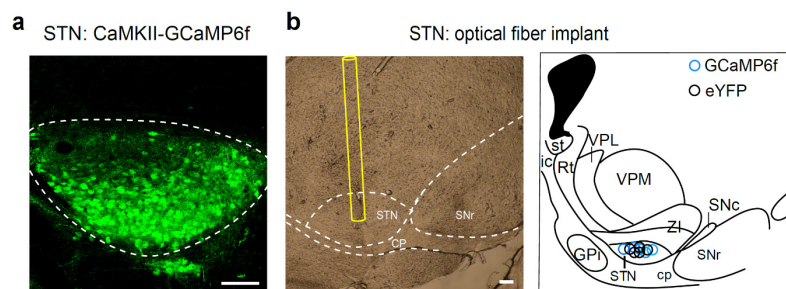 a
STN: CaMKII-GCaMP6f
b
STN: optical fiber implant
STN
SNr
CP
GCaMP6f
eYFP
st
VPL
ic
Rt
VPM
SNc
ZI
GPi
SNr
STN
cp